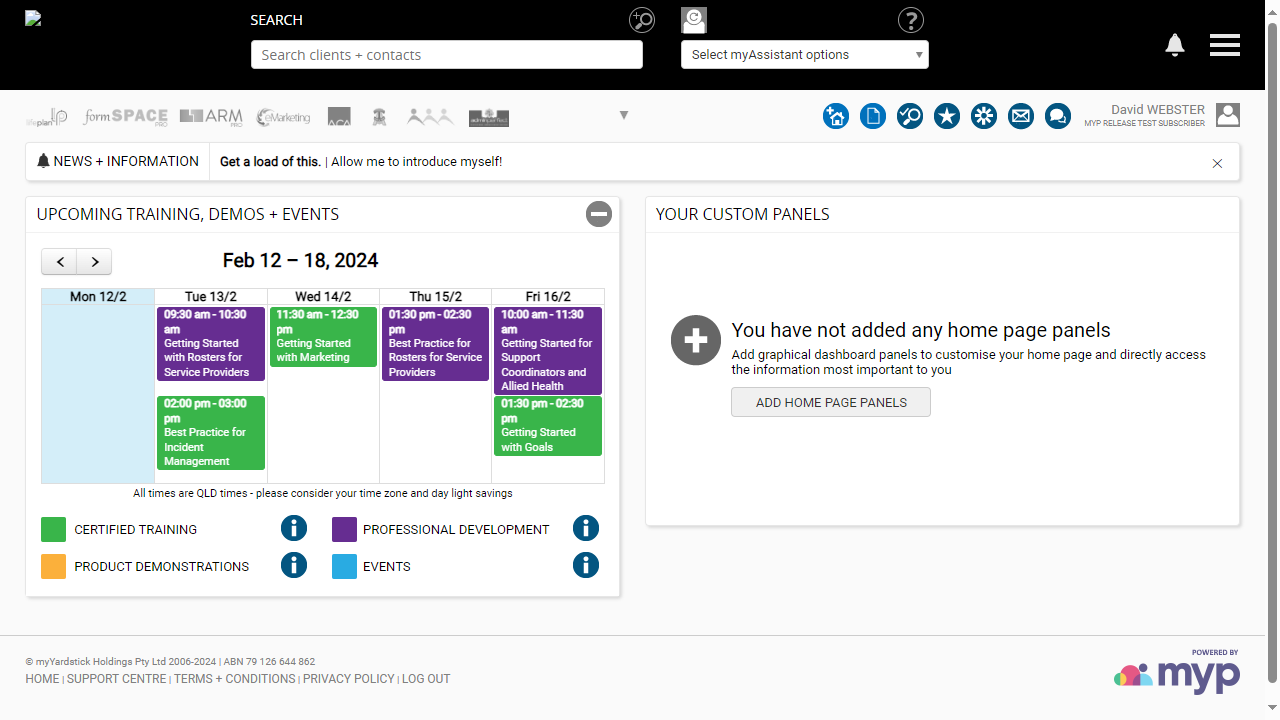 SEARCH
Search clients + contacts
Select myAssistant options
lifeplan
formSPACE PRO
ARM PRO
eMarketing
ACA
David WEBSTER
MYP RELEASE TEST SUBSCRIBER
NEWS + INFORMATION
Get a load of this. | Allow me to introduce myself!
UPCOMING TRAINING, DEMOS + EVENTS
Feb 12 – 18, 2024
Mon 12/2 Tue 13/2 Wed 14/2 Thu 15/2 Fri 16/2
09:30 am - 10:30
am
Getting Started
with Rosters for
Service Providers
02:00 pm - 03:00
pm
Best Practice for
Incident
Management
11:30 am - 12:30
pm
Getting Started
with Marketing
01:30 pm - 02:30
pm
Best Practice for
Rosters for Service
Providers
10:00 am - 11:30
am
Getting Started for
Support
Coordinators and
Allied Health
01:30 pm - 02:30
pm
Getting Started
with Goals
All times are QLD times - please consider your time zone and day light savings
CERTIFIED TRAINING
PROFESSIONAL DEVELOPMENT
PRODUCT DEMONSTRATIONS
EVENTS
YOUR CUSTOM PANELS
You have not added any home page panels
Add graphical dashboard panels to customise your home page and directly access
the information most important to you
ADD HOME PAGE PANELS
© myYardstick Holdings Pty Ltd 2006-2024 | ABN 79 126 644 862
HOME | SUPPORT CENTRE | TERMS + CONDITIONS | PRIVACY POLICY | LOG OUT
POWERED BY
myp